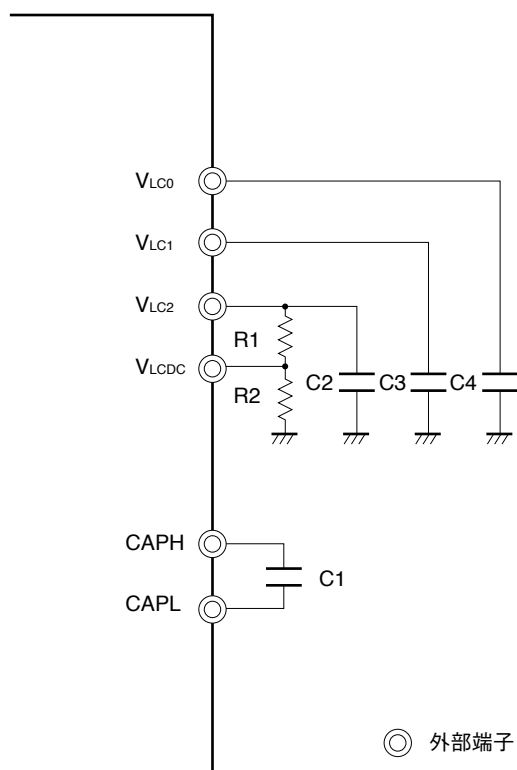 VLC0
VLC1
VLC2
R1
VLCDC
R2
C2
C3
C4
CAPH
C1
CAPL
外部端子